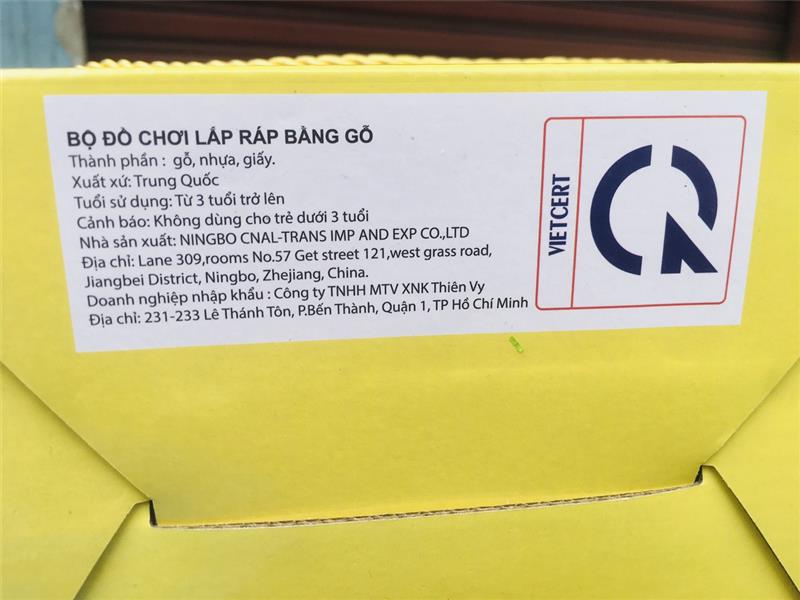 BỘ ĐỒ CHƠI LẮP RÁP BẰNG GỖ
Thành phần : gỗ, nhựa, giấy.
Xuất xứ: Trung Quốc
Tuổi sử dụng: Từ 3 tuổi trở lên
Cảnh báo: Không dùng cho trẻ dưới 3 tuổi
Nhà sản xuất: NINGBO CNAL-TRANS IMP AND EXP CO.,LTD
Địa chỉ: Lane 309,rooms No.57 Get street 121,west grass road,
Jiangbei District, Ningbo, Zhejiang, China.
Doanh nghiệp nhập khẩu : Công ty TNHH MTV XNK Thiên Vy
Địa chỉ: 231-233 Lê Thánh Tôn, P.Bến Thành, Quận 1, TP Hồ Chí Minh
VIETCERT
CR